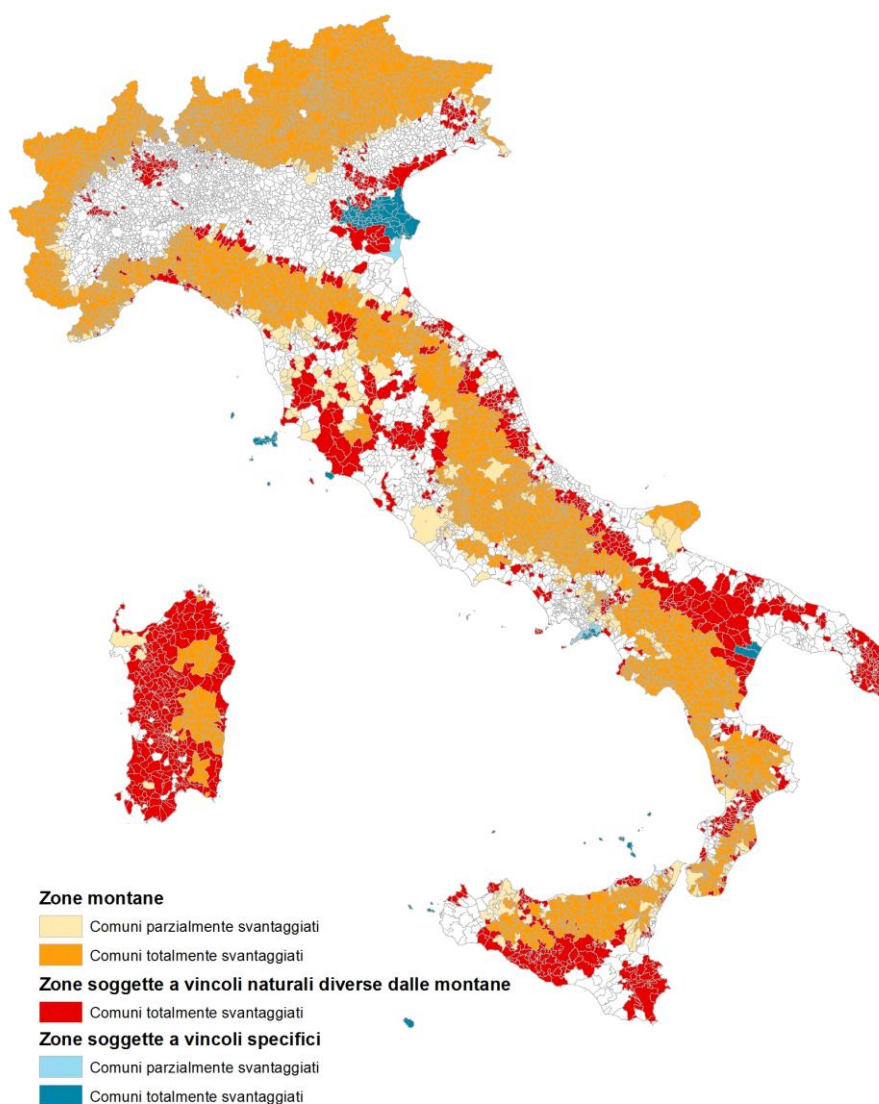 Zone montane
Comuni parzialmente svantaggiati
Comuni totalmente svantaggiati
Zone soggette a vincoli naturali diverse dalle montane
Comuni totalmente svantaggiati
Zone soggette a vincoli specifici
Comuni parzialmente svantaggiati
Comuni totalmente svantaggiati